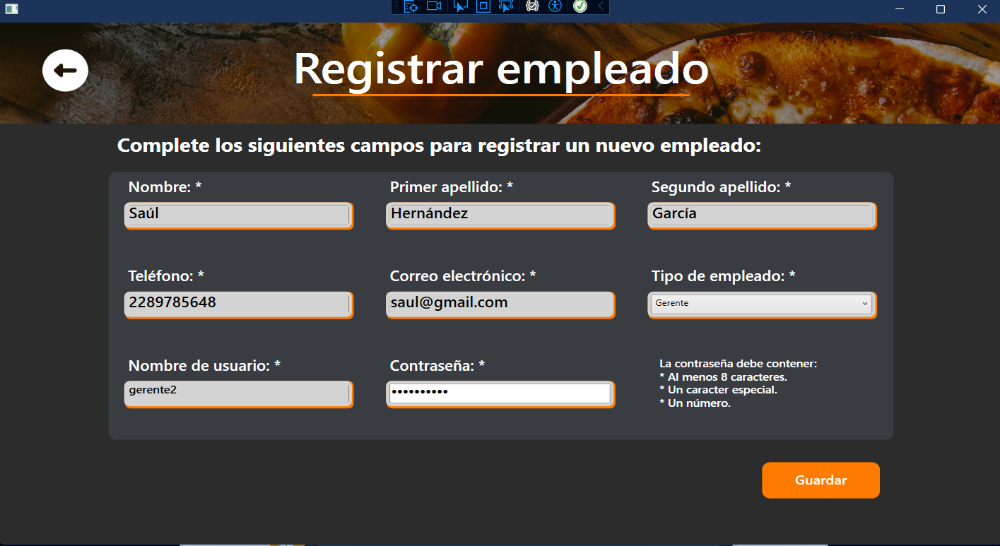 Registrar empleado
Complete los siguientes campos para registrar un nuevo empleado:
Nombre: *
Primer apellido: *
Segundo apellido: *
Saúl
Hernández
García
Teléfono: *
Correo electrónico: *
Tipo de empleado: *
2289785648
saul@gmail.com
Gerente
Nombre de usuario: *
Contraseña: *
gerente2
••••••••••
La contraseña debe contener:
* Al menos 8 caracteres.
* Un caracter especial.
* Un número.
Guardar